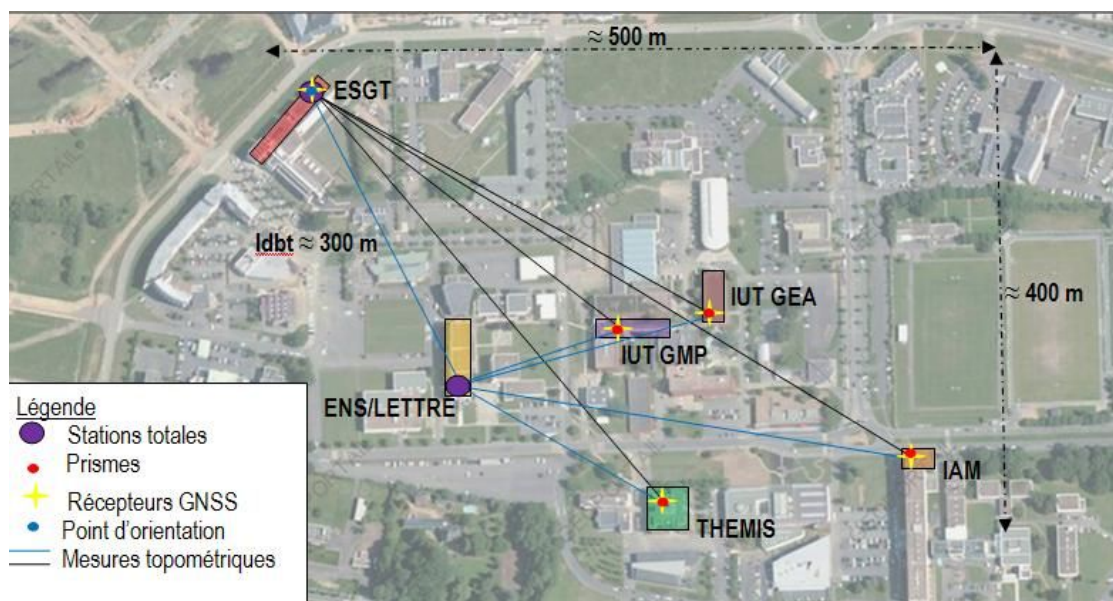 ≈ 500 m
ESGT
ldbt ≈ 300 m
≈ 400 m
IUT GEA
IUT GMP
ENS/LETTRE
IAM
THEMIS
Légende
Stations totales
Prismes
Récepteurs GNSS
Point d’orientation
Mesures topométriques